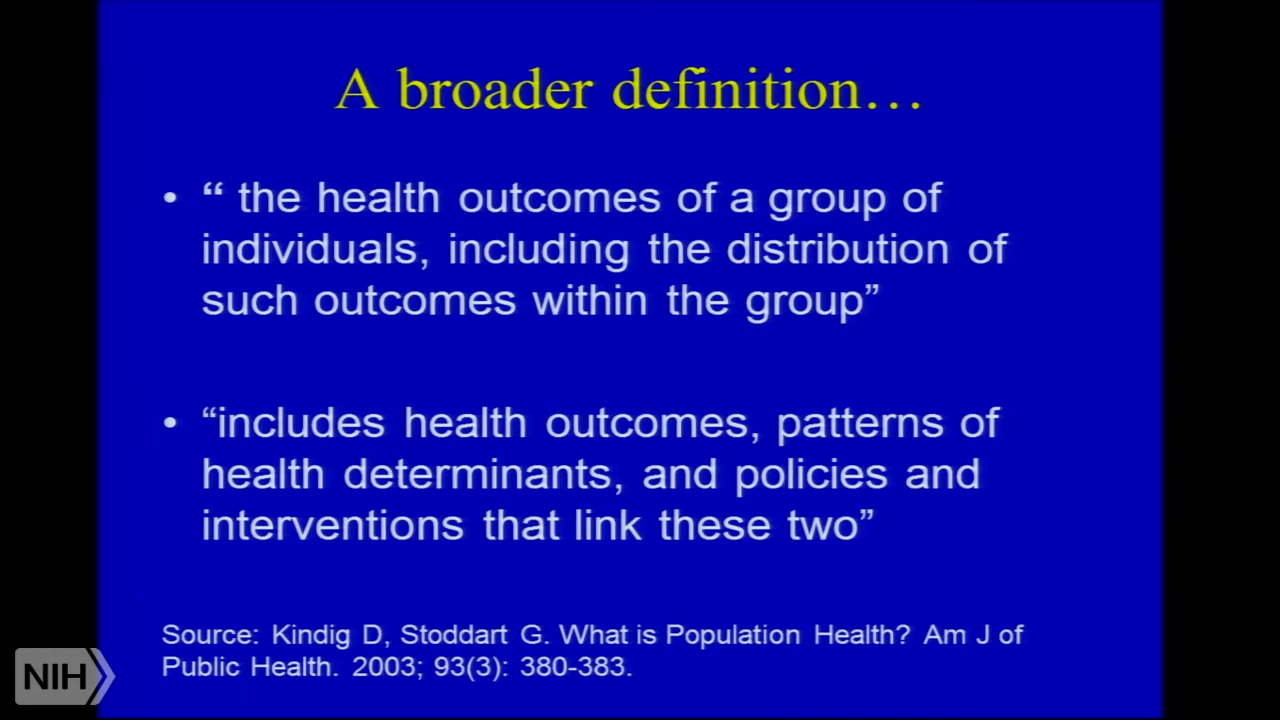 A broader definition…
• “ the health outcomes of a group of
individuals, including the distribution of
such outcomes within the group”
• “includes health outcomes, patterns of
health determinants, and policies and
interventions that link these two”
Source: Kindig D, Stoddart G. What is Population Health? Am J of
Public Health. 2003; 93(3): 380-383.
NIH